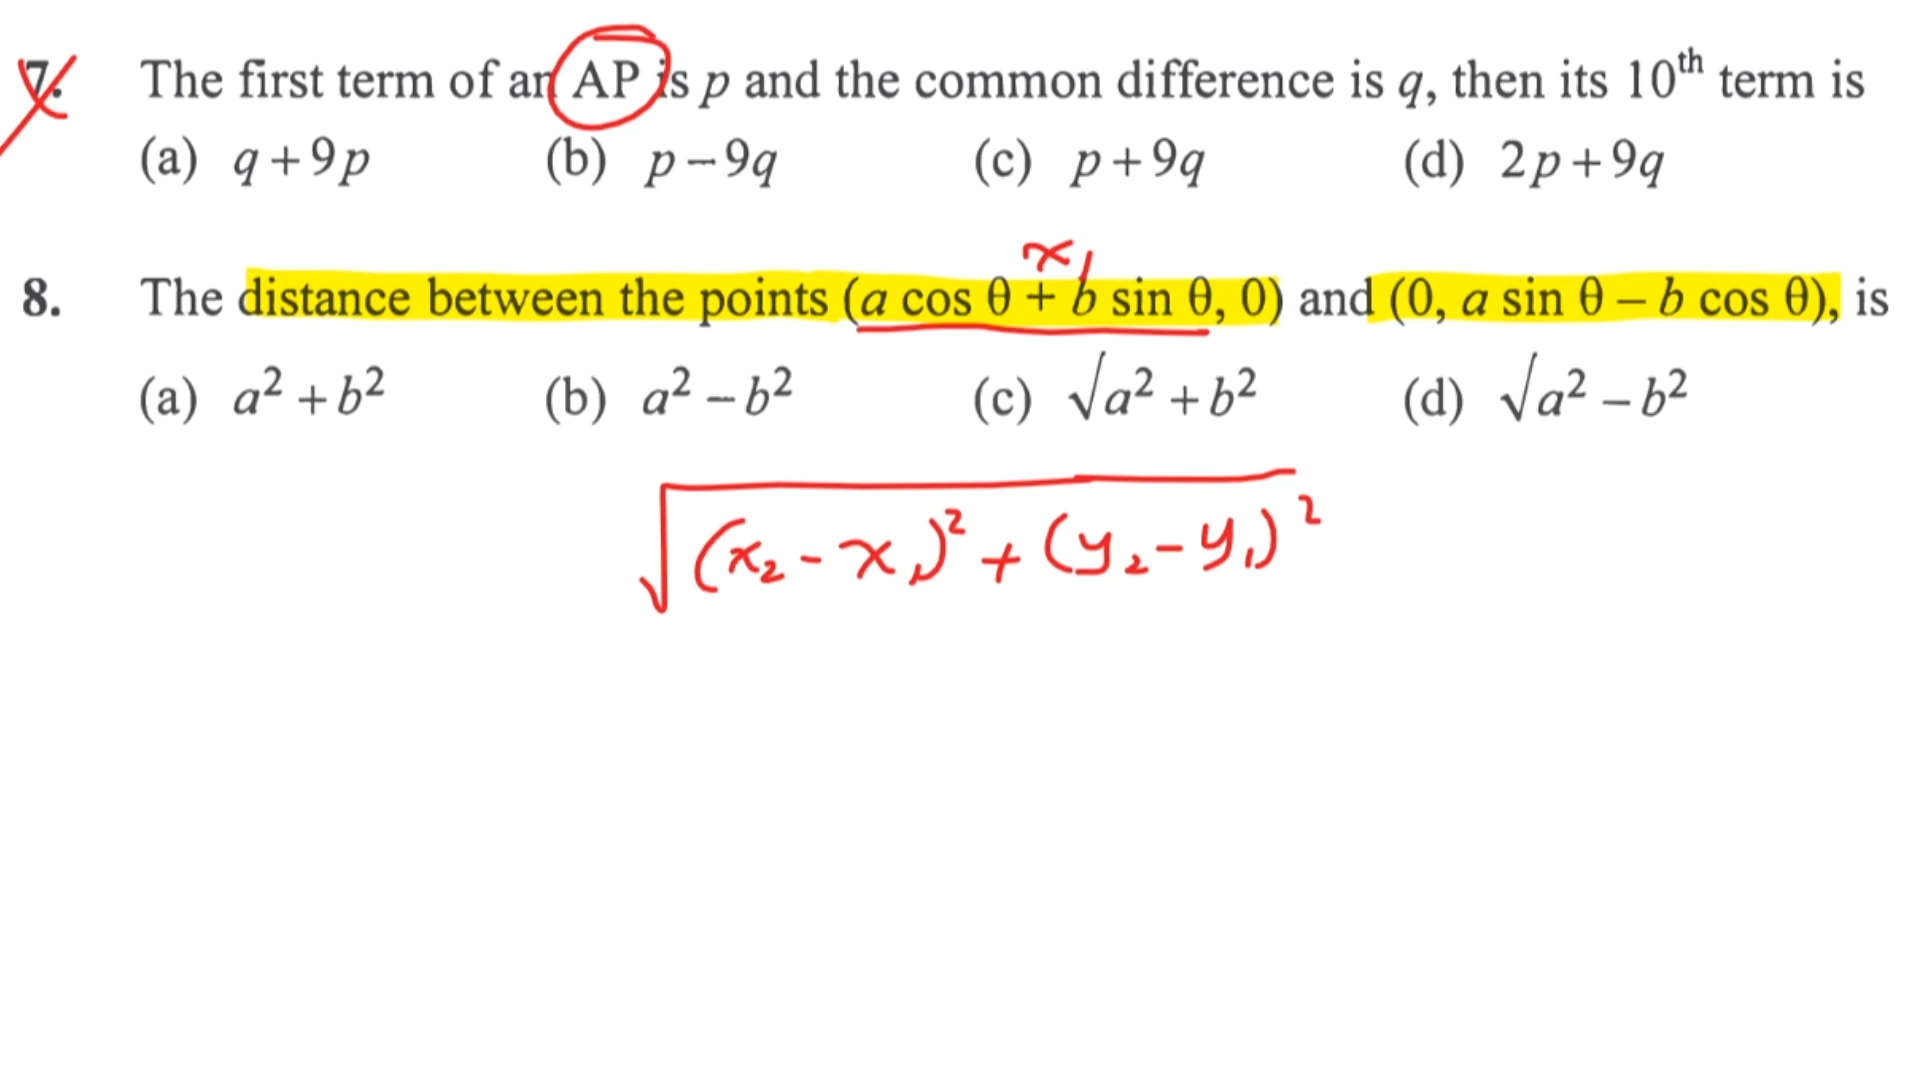 7. The first term of an AP is p and the common difference is q, then its 10th term is
(a) q+9p (b) p−9q (c) p+9q (d) 2p+9q
x₁
8. The distance between the points (a cos θ + b sin θ, 0) and (0, a sin θ – b cos θ), is
(a) a² + b² (b) a² – b² (c) √a² + b² (d) √a² – b²
√(x₂ - x₁)² + (y₂ - y₁)²